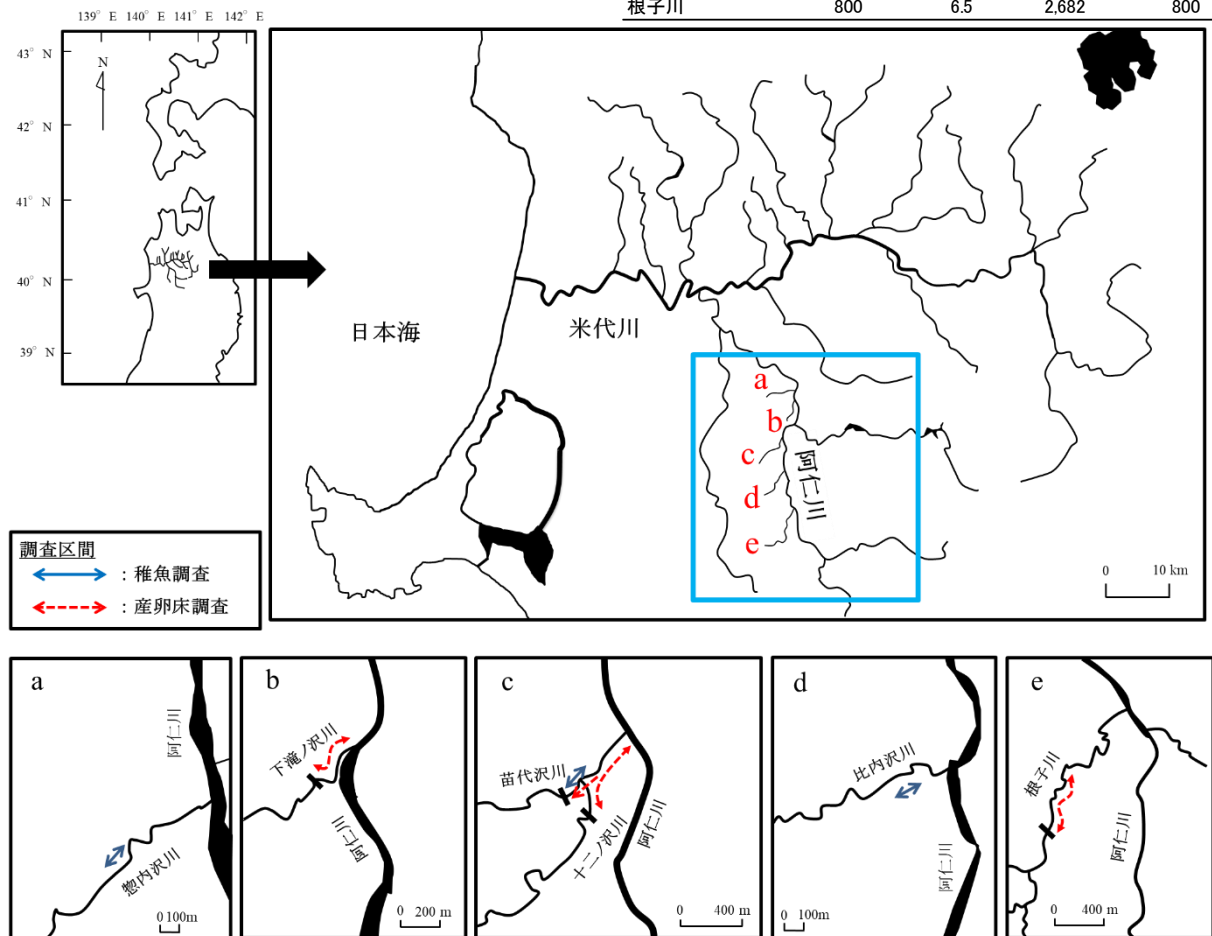 根子川 800 6.5 2,682 800
139° E 140° E 141° E 142° E
43° N
N
42° N
41° N
40° N
39° N
日本海
米代川
a
b
c
d
e
阿仁川
0 10 km
調査区間
：稚魚調査
：産卵床調査
a
阿仁川
惣内沢川
0 100m
b
下滝ノ沢川
阿仁川
0 200 m
c
苗代沢川
十二ノ沢川
阿仁川
0 400 m
d
比内沢川
阿仁川
0 100m
e
根子川
阿仁川
0 400 m